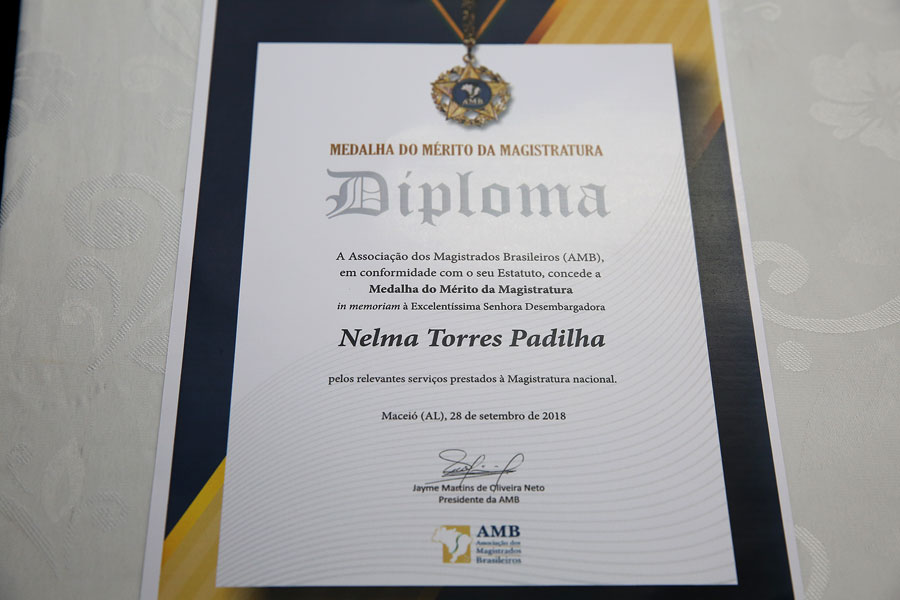 AMB
MEDALHA DO MÉRITO DA MAGISTRATURA
Diploma
A Associação dos Magistrados Brasileiros (AMB),
em conformidade com o seu Estatuto, concede a
Medalha do Mérito da Magistratura
in memoriam à Excelentíssima Senhora Desembargadora
Nelma Torres Padilha
pelos relevantes serviços prestados à Magistratura nacional.
Maceió (AL), 28 de setembro de 2018
Jayme Martins de Oliveira Neto
Presidente da AMB
AMB
Associação dos
Magistrados
Brasileiros